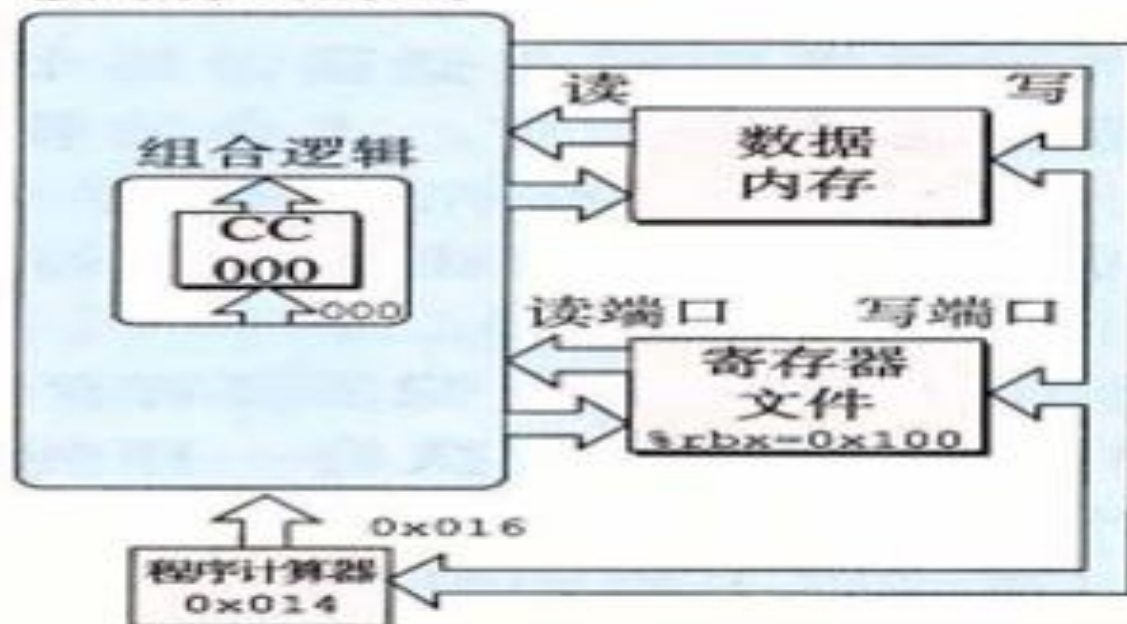 读
写
数据
内存
组合逻辑
CC
000
000
读端口
写端口
寄存器
文件
%rbx=0x100
0x016
程序计算器
0x014